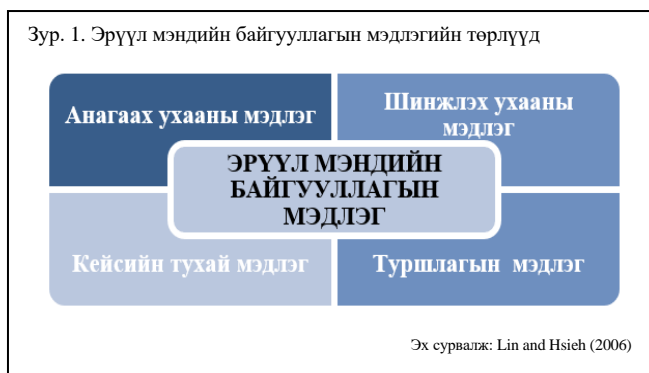 Зур. 1. Эрүүл мэндийн байгууллагын мэдлэгийн төрлүүд
Анагаах ухааны мэдлэг
Шинжлэх ухааны
мэдлэг
ЭРҮҮЛ МЭНДИЙН
БАЙГУУЛЛАГЫН
МЭДЛЭГ
Кейсийн тухай мэдлэг
Туршлагын мэдлэг
Эх сурвалж: Lin and Hsieh (2006)